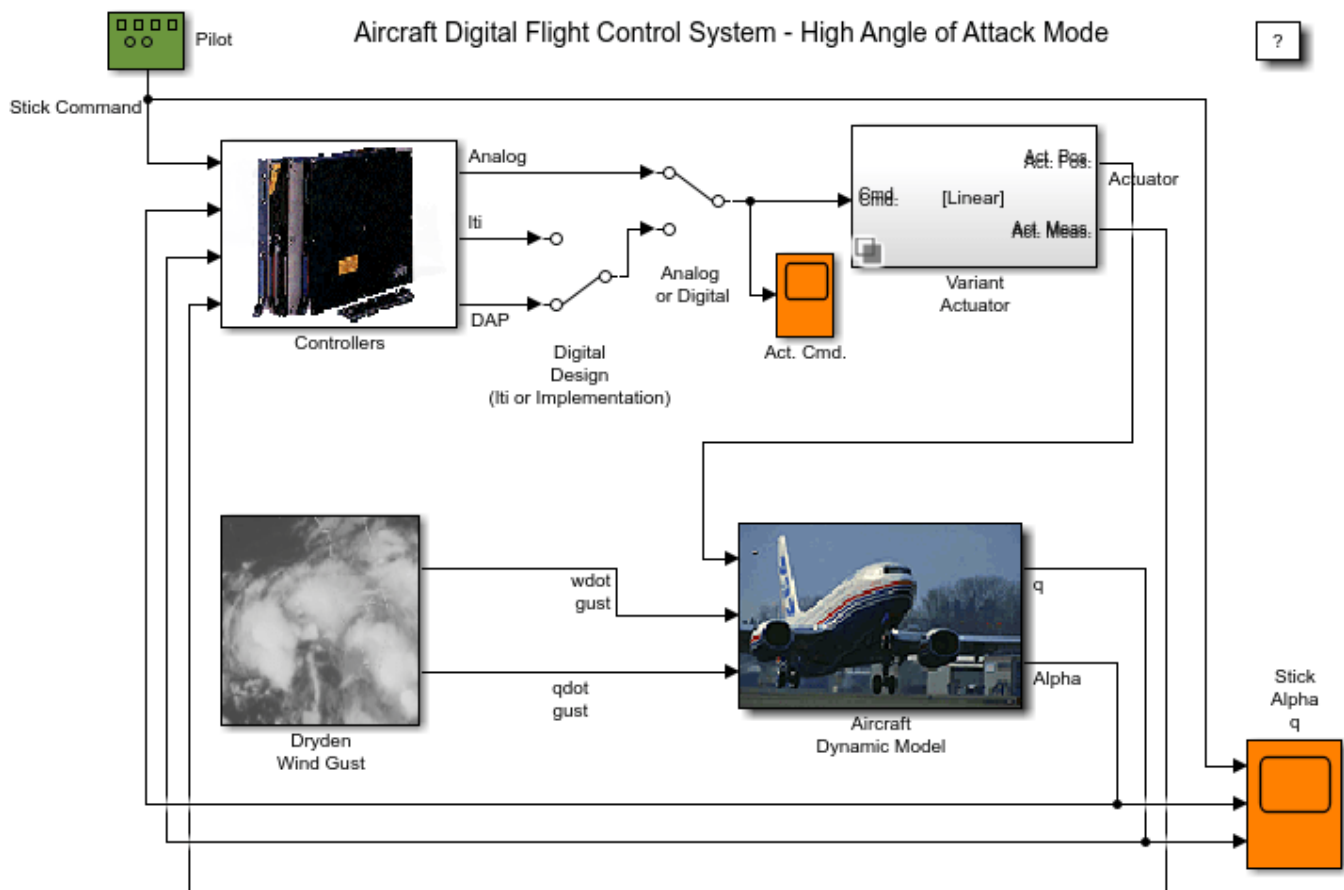 Aircraft Digital Flight Control System - High Angle of Attack Mode
?
Pilot
Stick Command
Analog
lti
DAP
Controllers
Digital
Design
(lti or Implementation)
Analog
or Digital
Act. Cmd.
Cmd.
[Linear]
Act. Pos.
Act. Meas.
Actuator
Variant
Actuator
wdot
gust
qdot
gust
Dryden
Wind Gust
q
Alpha
Aircraft
Dynamic Model
Stick
Alpha
q